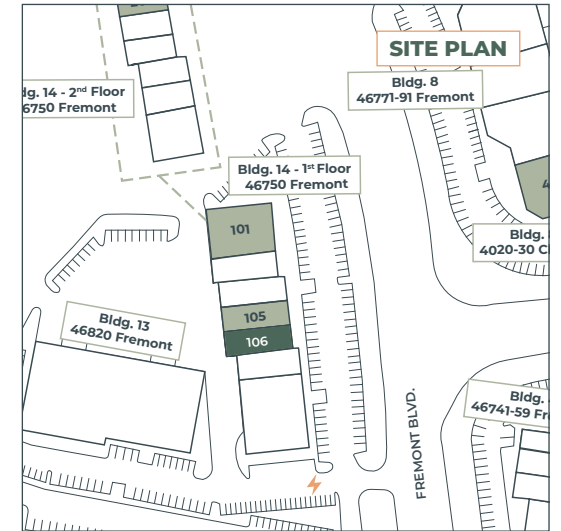 SITE PLAN
dg. 14 - 2nd Floor
6750 Fremont
Bldg. 8
46771-91 Fremont
Bldg. 14 - 1st Floor
46750 Fremont
101
4
Bldg.
4020-30 C
105
106
Bldg. 13
46820 Fremont
FREMONT BLVD.
Bldg.
46741-59 Fr